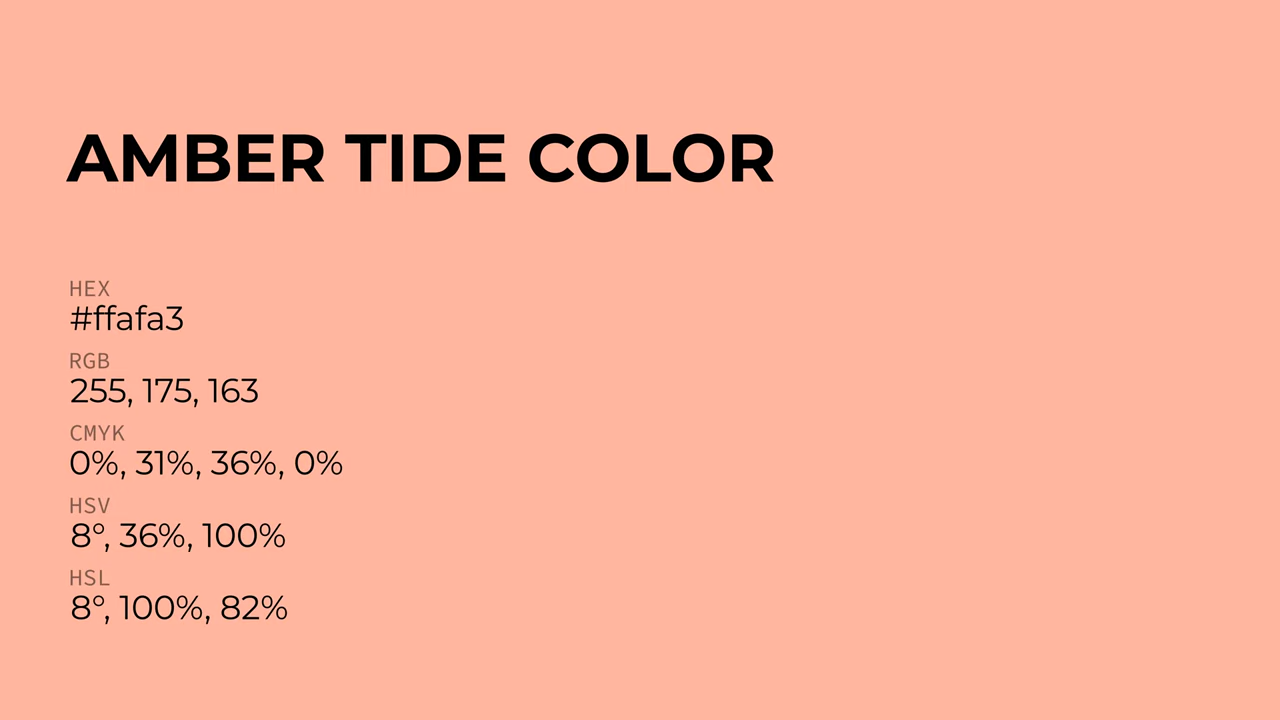 AMBER TIDE COLOR
HEX
#ffafa3
RGB
255, 175, 163
CMYK
0%, 31%, 36%, 0%
HSV
8°, 36%, 100%
HSL
8°, 100%, 82%